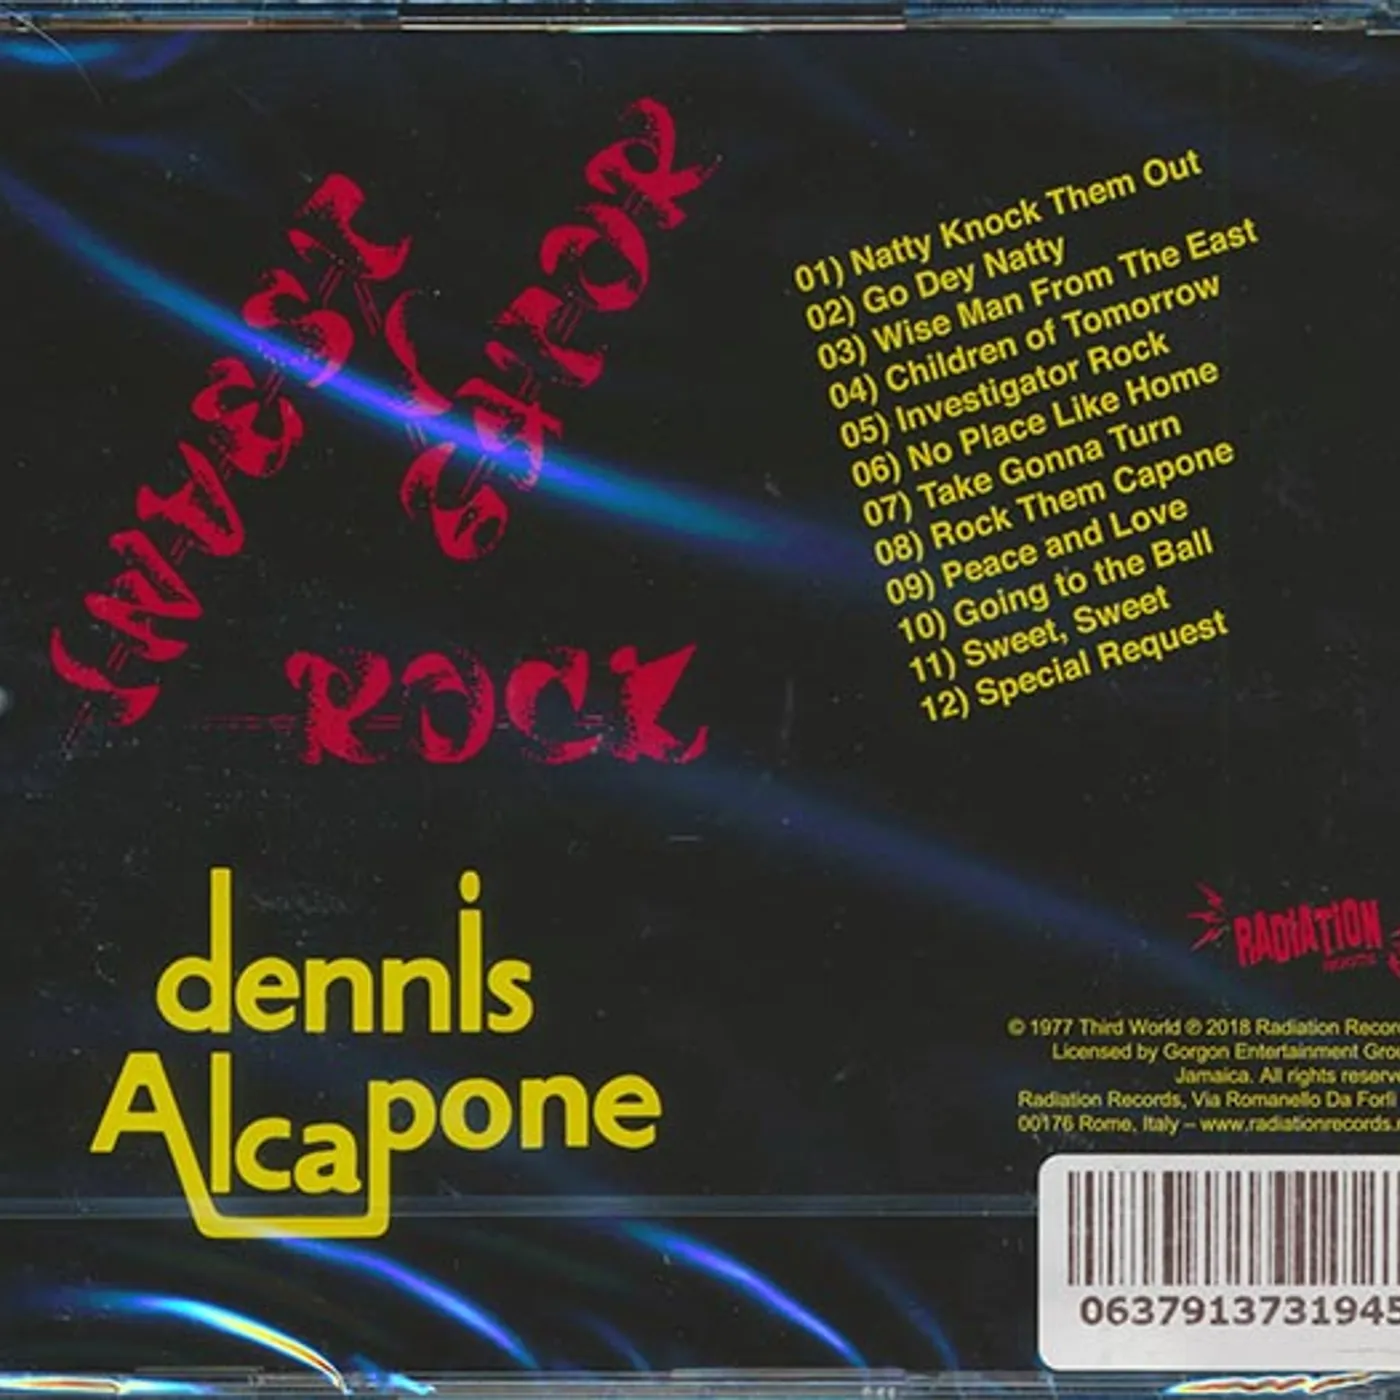 INVESTI
GATOR
ROCK
01) Natty Knock Them Out
02) Go Dey Natty
03) Wise Man From The East
04) Children of Tomorrow
05) Investigator Rock
06) No Place Like Home
07) Take Gonna Turn
08) Rock Them Capone
09) Peace and Love
10) Going to the Ball
11) Sweet, Sweet
12) Special Request
dennis
Alcapone
RADIATION
© 1977 Third World ℗ 2018 Radiation Recor
Licensed by Gorgon Entertainment Gro
Jamaica. All rights reserve
Radiation Records, Via Romanello Da Forlì
00176 Rome, Italy – www.radiationrecords.
0637913731945